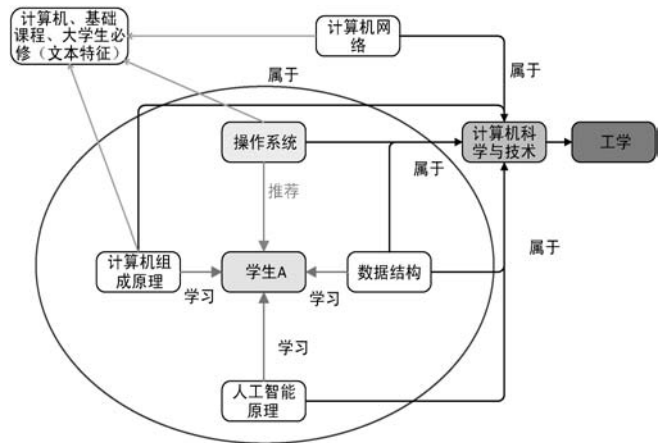 计算机、基础
课程、大学生必
修（文本特征）
计算机网
络
属于
属于
操作系统
计算机科
学与技术
工学
属于
推荐
属于
计算机组
成原理
学生A
数据结构
学习
学习
学习
人工智能
原理